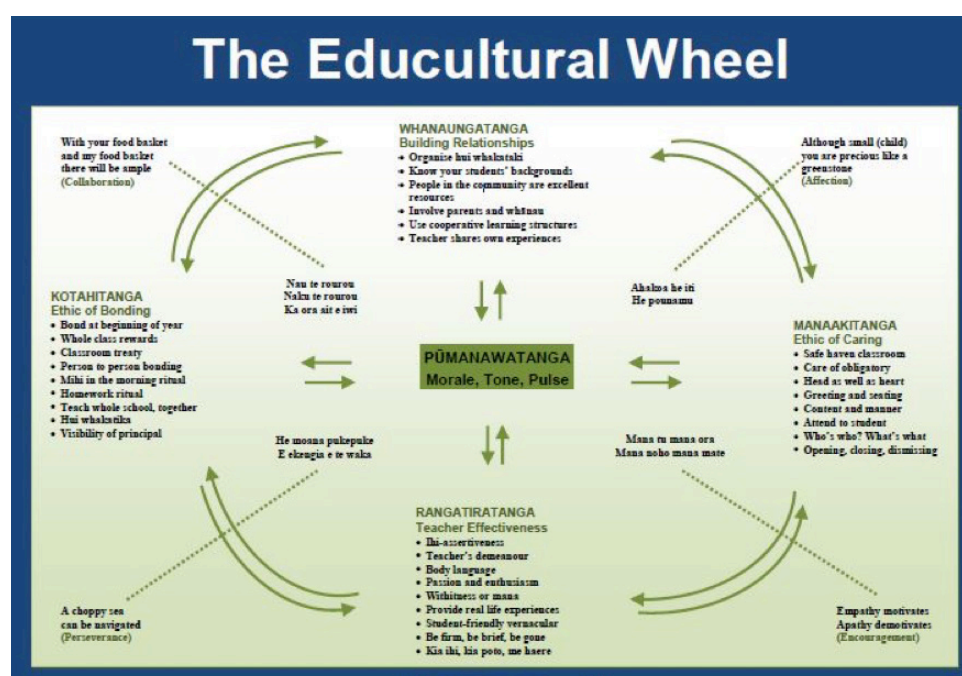 The Educultural Wheel
With your food basket
and my food basket
there will be ample
(Collaboration)
WHANAUNGATANGA
Building Relationships
Organise hui whakataki
Know your students' backgrounds
People in the community are excellent
resources
Involve parents and whānau
Use cooperative learning structures
Teacher shares own experiences
Although small (child)
you are precious like a
greenstone
(Affection)
Nau te rourou
Naku te rourou
Ka ora ait e iwi
Ahakoa he iti
He pounamu
KOTAHITANGA
Ethic of Bonding
Bond at beginning of year
Whole class rewards
Classroom treaty
Person to person bonding
Mihi in the morning ritual
Homework ritual
Teach whole school, together
Hui whakatika
Visibility of principal
PŪMANAWATANGA
Morale, Tone, Pulse
MANAAKITANGA
Ethic of Caring
Safe haven classroom
Care of obligatory
Head as well as heart
Greeting and seating
Content and manner
Attend to student
Who's who? What's what
Opening, closing, dismissing
He moana pukepuke
E ekengia e te waka
Mana tu mana ora
Mana noho mana mate
RANGATIRATANGA
Teacher Effectiveness
Ihi-assertiveness
Teacher's demeanour
Body language
Passion and enthusiasm
Withitness or mana
Provide real life experiences
Student-friendly vernacular
Be firm, be brief, be gone
Kia ihi, kia poto, me haere
A choppy sea
can be navigated
(Perseverance)
Empathy motivates
Apathy demotivates
(Encouragement)